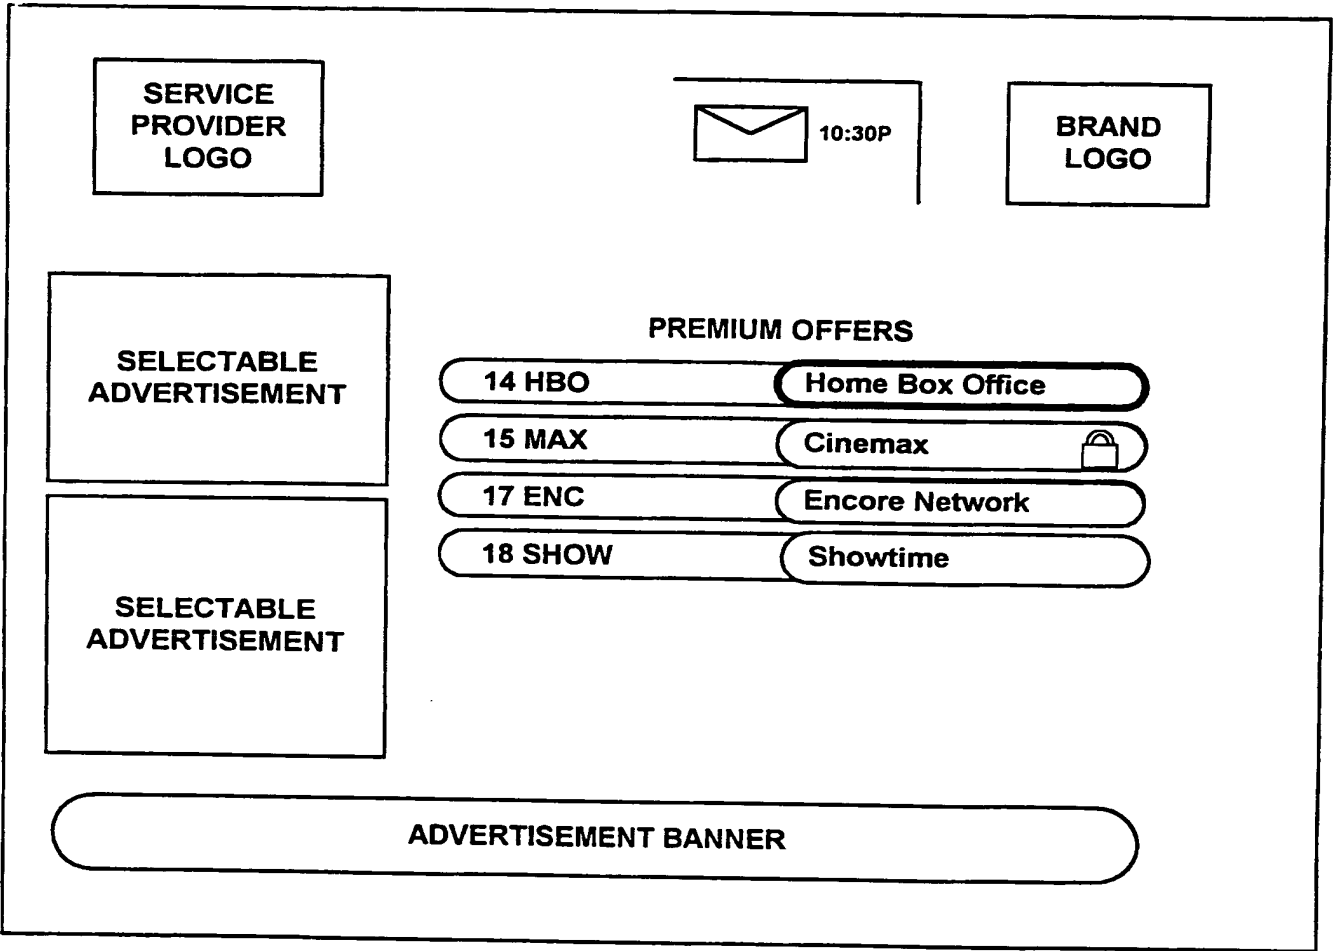 SERVICE
PROVIDER
LOGO
10:30P
BRAND
LOGO
SELECTABLE
ADVERTISEMENT
PREMIUM OFFERS
14 HBO Home Box Office
15 MAX Cinemax
17 ENC Encore Network
18 SHOW Showtime
SELECTABLE
ADVERTISEMENT
ADVERTISEMENT BANNER